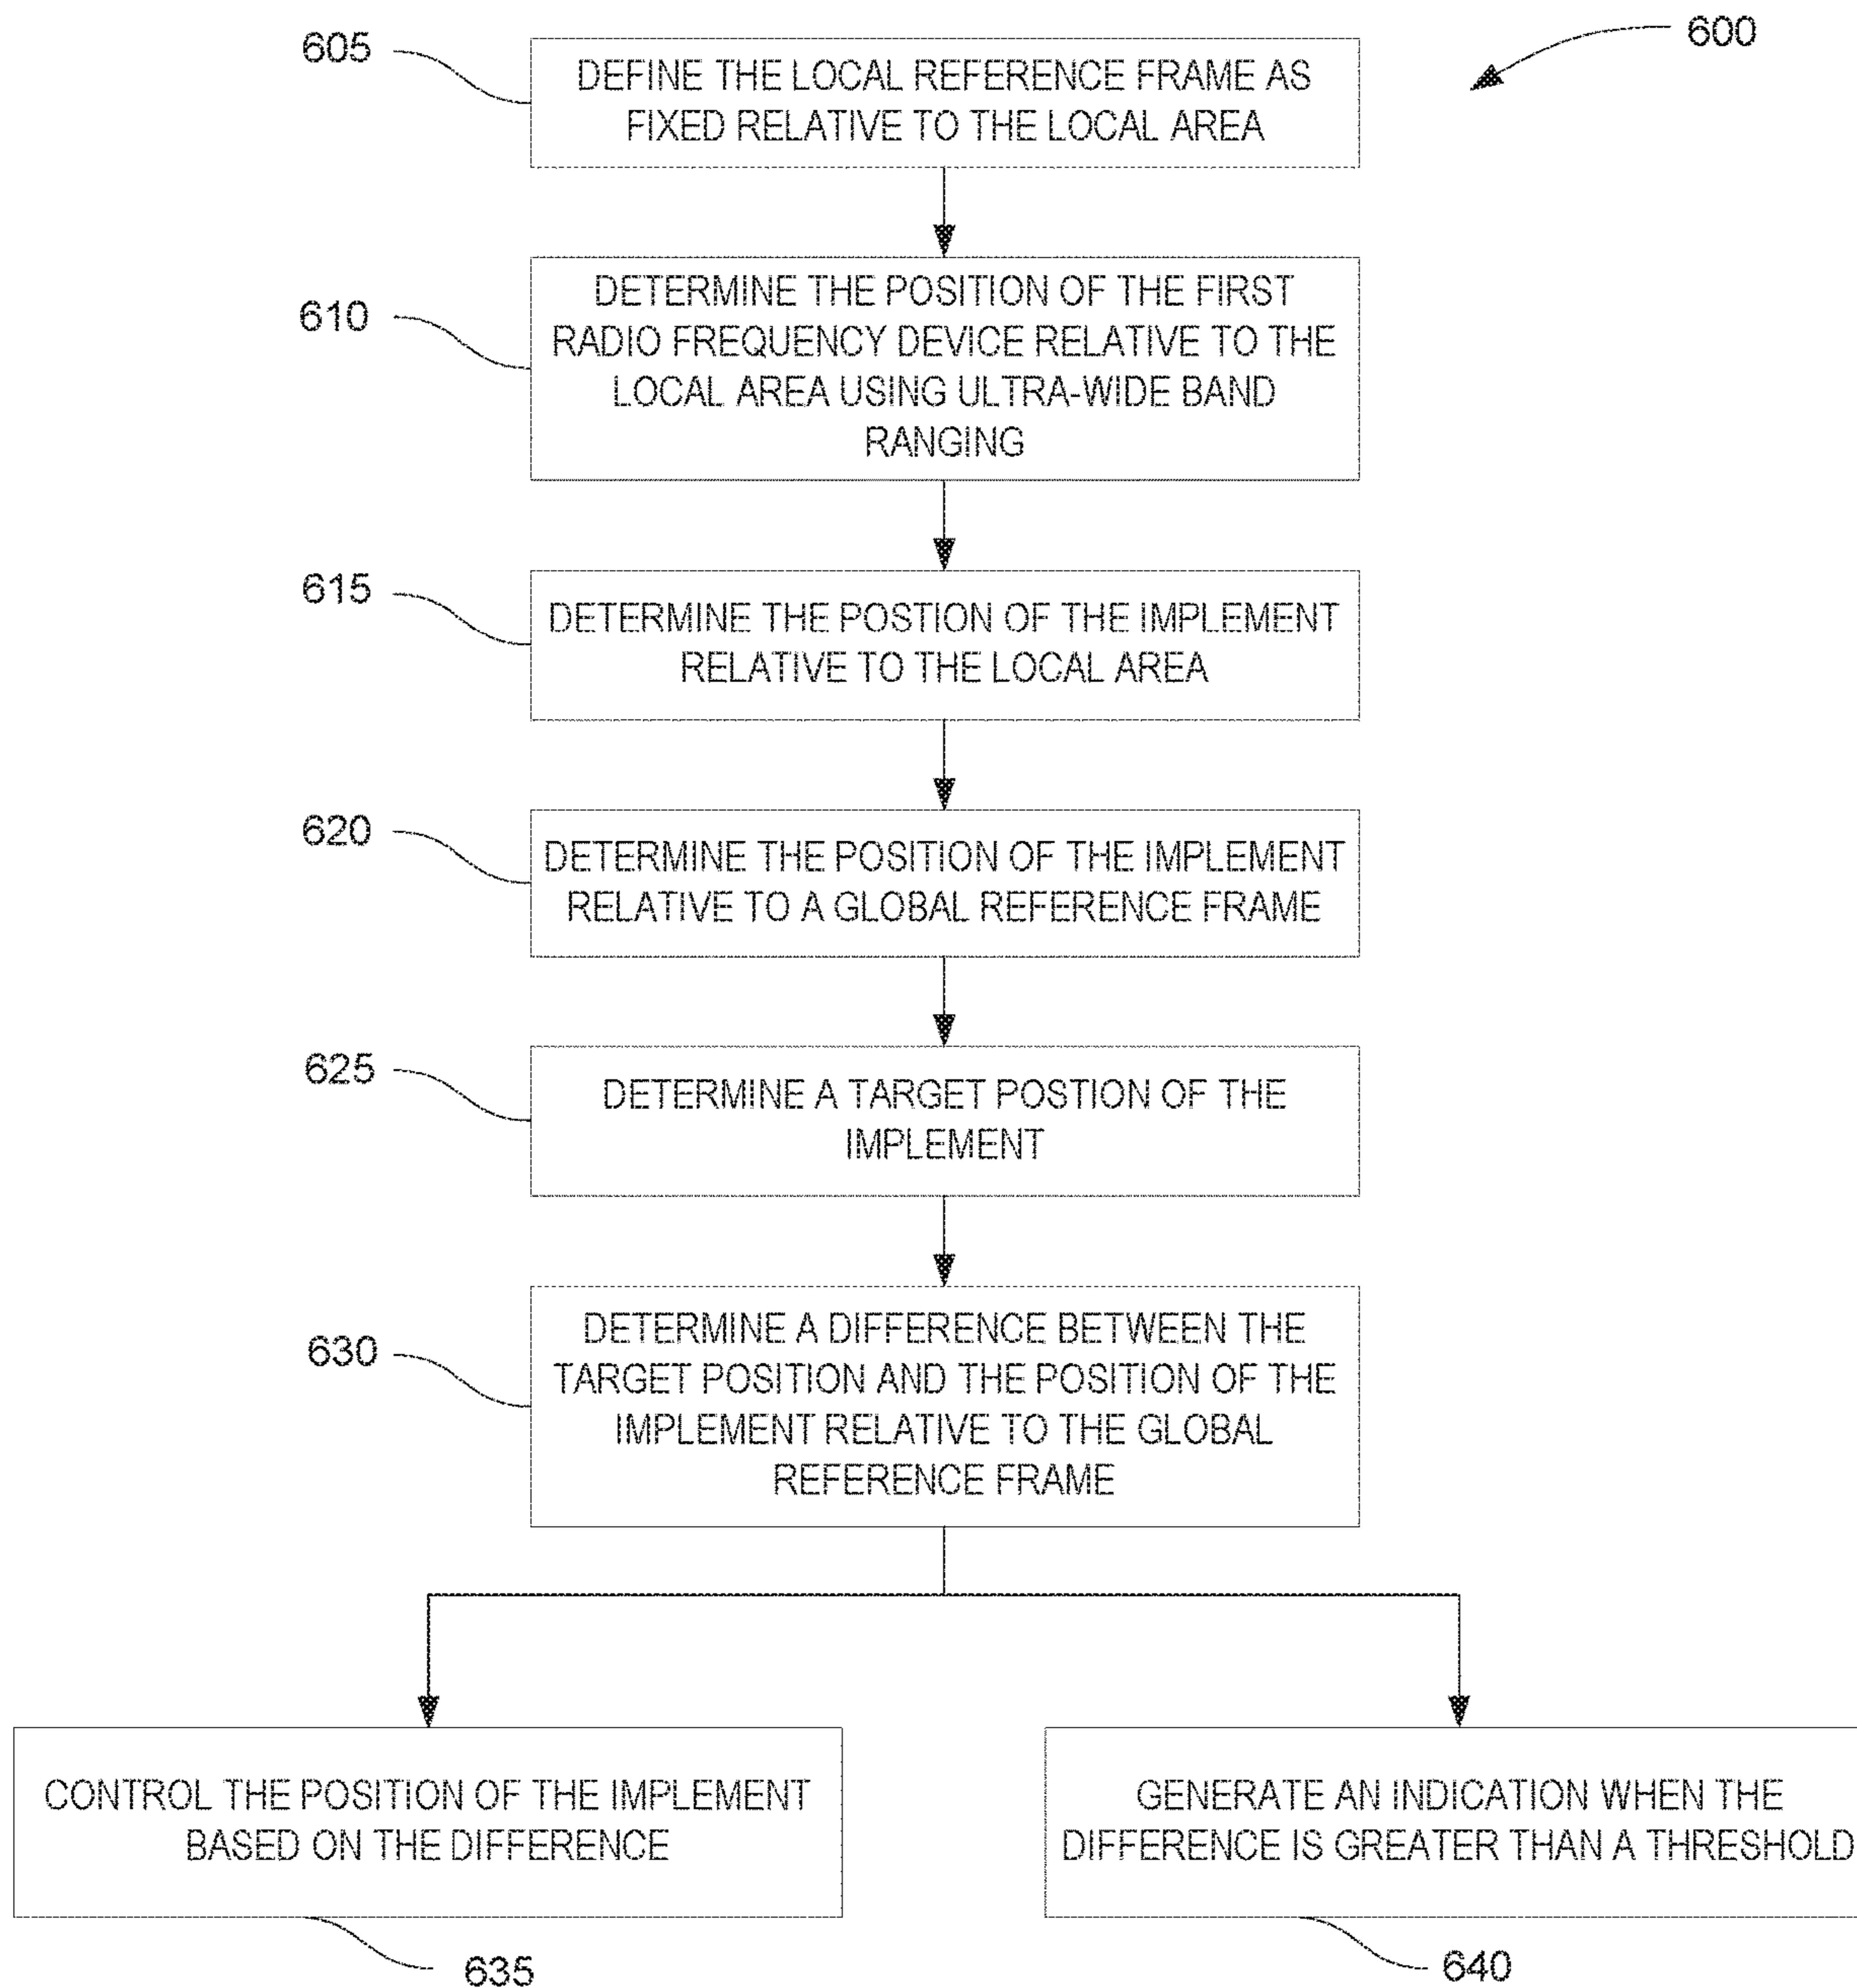 600
605
DEFINE THE LOCAL REFERENCE FRAME AS
FIXED RELATIVE TO THE LOCAL AREA
610
DETERMINE THE POSITION OF THE FIRST
RADIO FREQUENCY DEVICE RELATIVE TO THE
LOCAL AREA USING ULTRA-WIDE BAND
RANGING
615
DETERMINE THE POSTION OF THE IMPLEMENT
RELATIVE TO THE LOCAL AREA
620
DETERMINE THE POSITION OF THE IMPLEMENT
RELATIVE TO A GLOBAL REFERENCE FRAME
625
DETERMINE A TARGET POSTION OF THE
IMPLEMENT
630
DETERMINE A DIFFERENCE BETWEEN THE
TARGET POSITION AND THE POSITION OF THE
IMPLEMENT RELATIVE TO THE GLOBAL
REFERENCE FRAME
CONTROL THE POSITION OF THE IMPLEMENT
BASED ON THE DIFFERENCE
635
GENERATE AN INDICATION WHEN THE
DIFFERENCE IS GREATER THAN A THRESHOLD
640